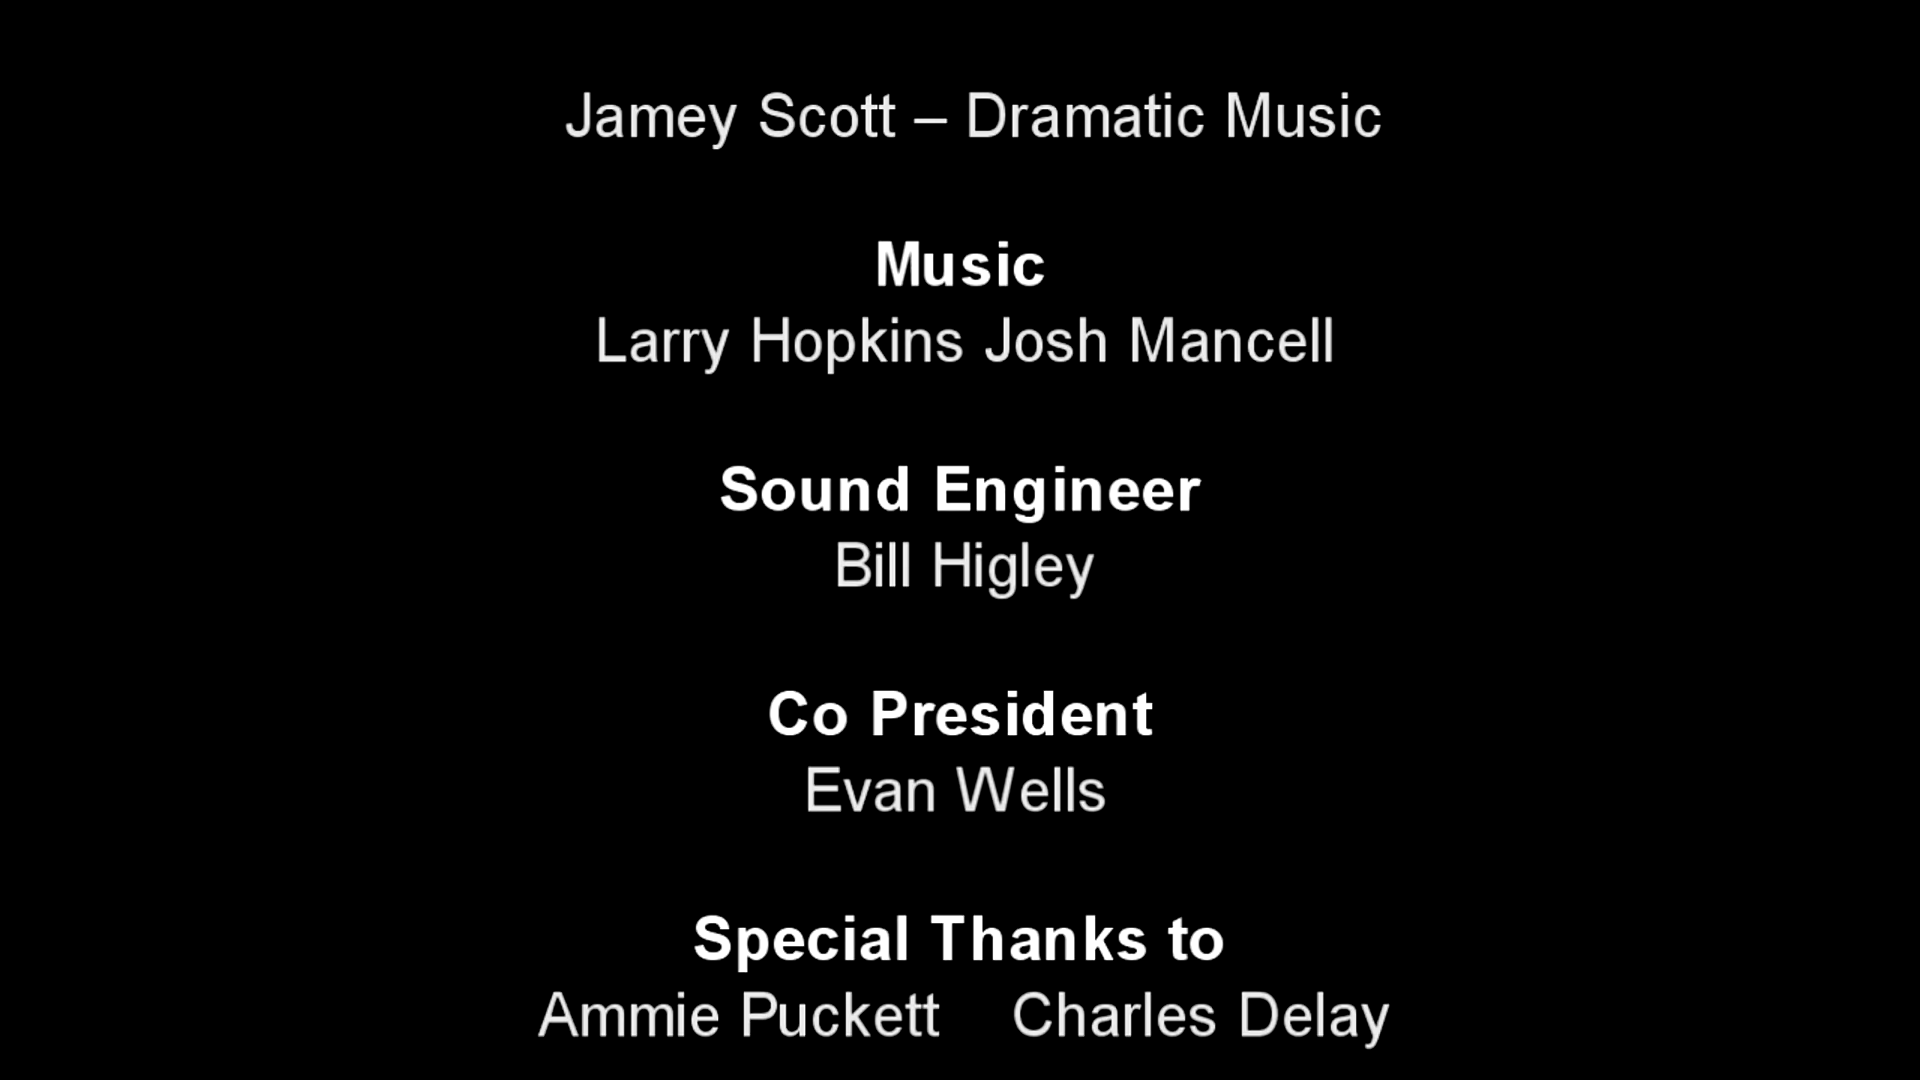 Jamey Scott – Dramatic Music
Music
Larry Hopkins Josh Mancell
Sound Engineer
Bill Higley
Co President
Evan Wells
Special Thanks to
Ammie Puckett    Charles Delay